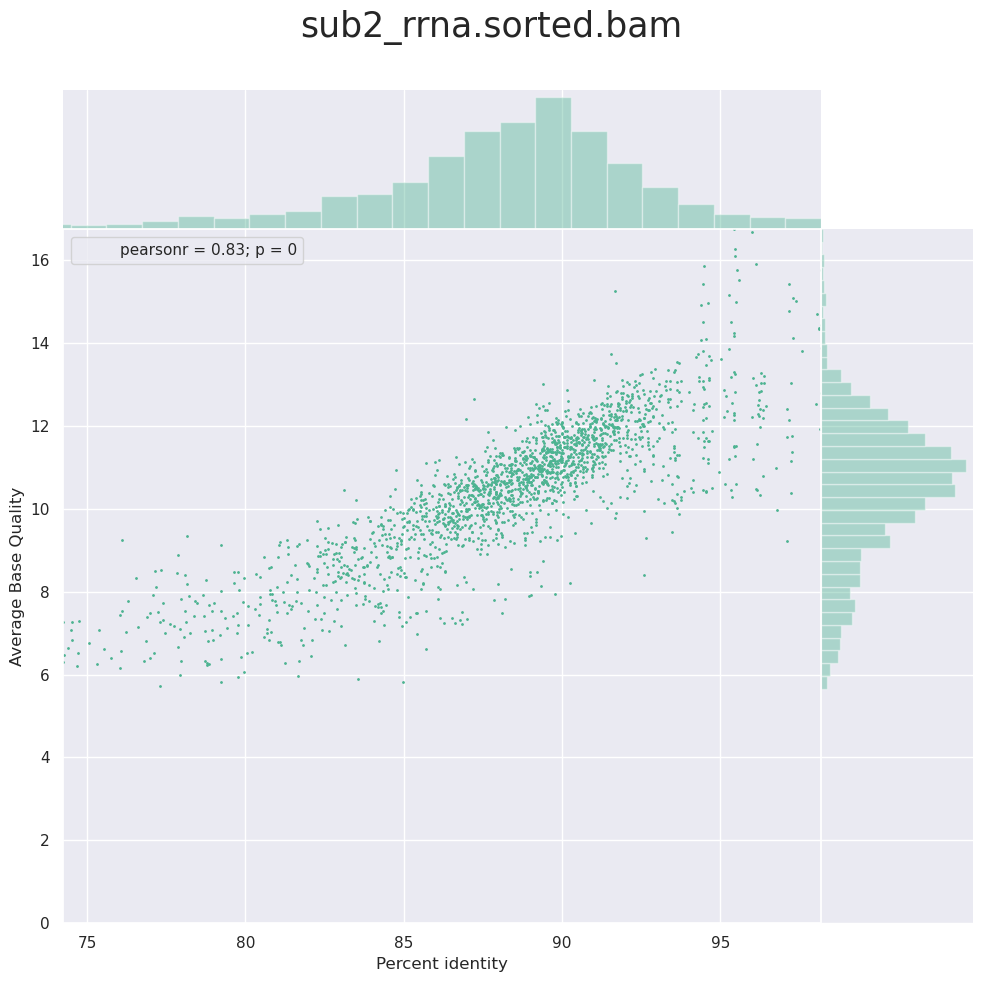 sub2_rrna.sorted.bam
pearsonr = 0.83; p = 0
16
14
12
10
8
6
4
2
0
Average Base Quality
75 80 85 90 95
Percent identity